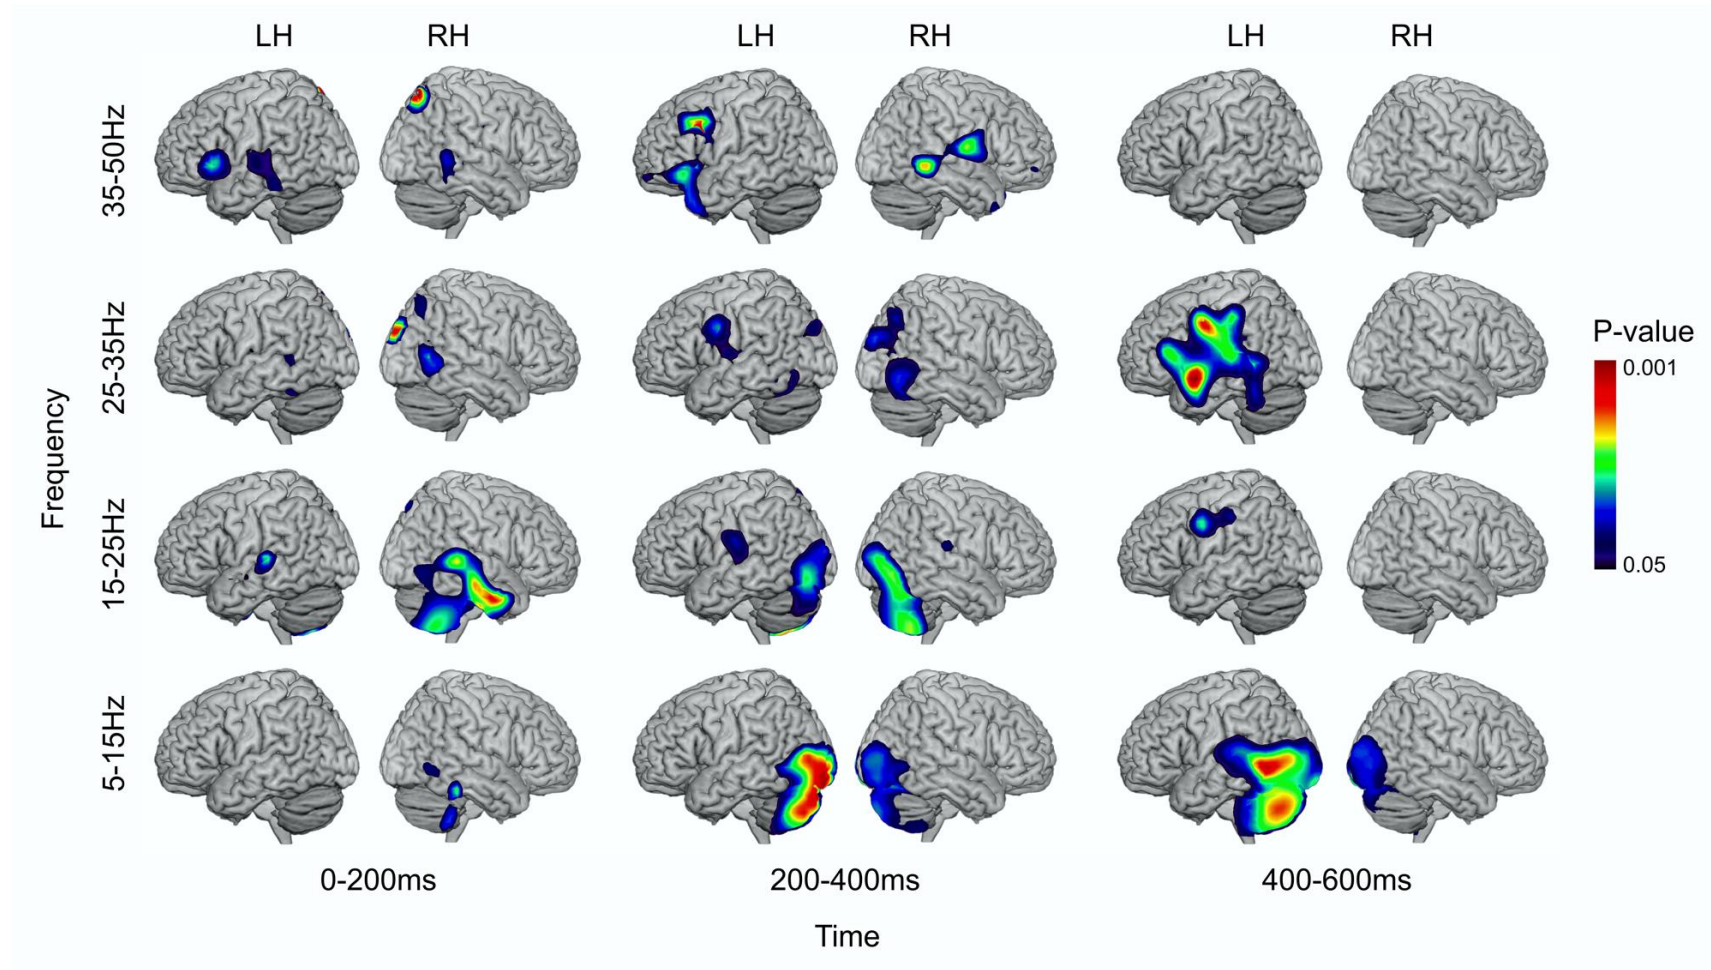 LH RH LH RH LH RH
35-50Hz
25-35Hz
15-25Hz
5-15Hz
Frequency
P-value
0.001
0.05
0-200ms 200-400ms 400-600ms
Time